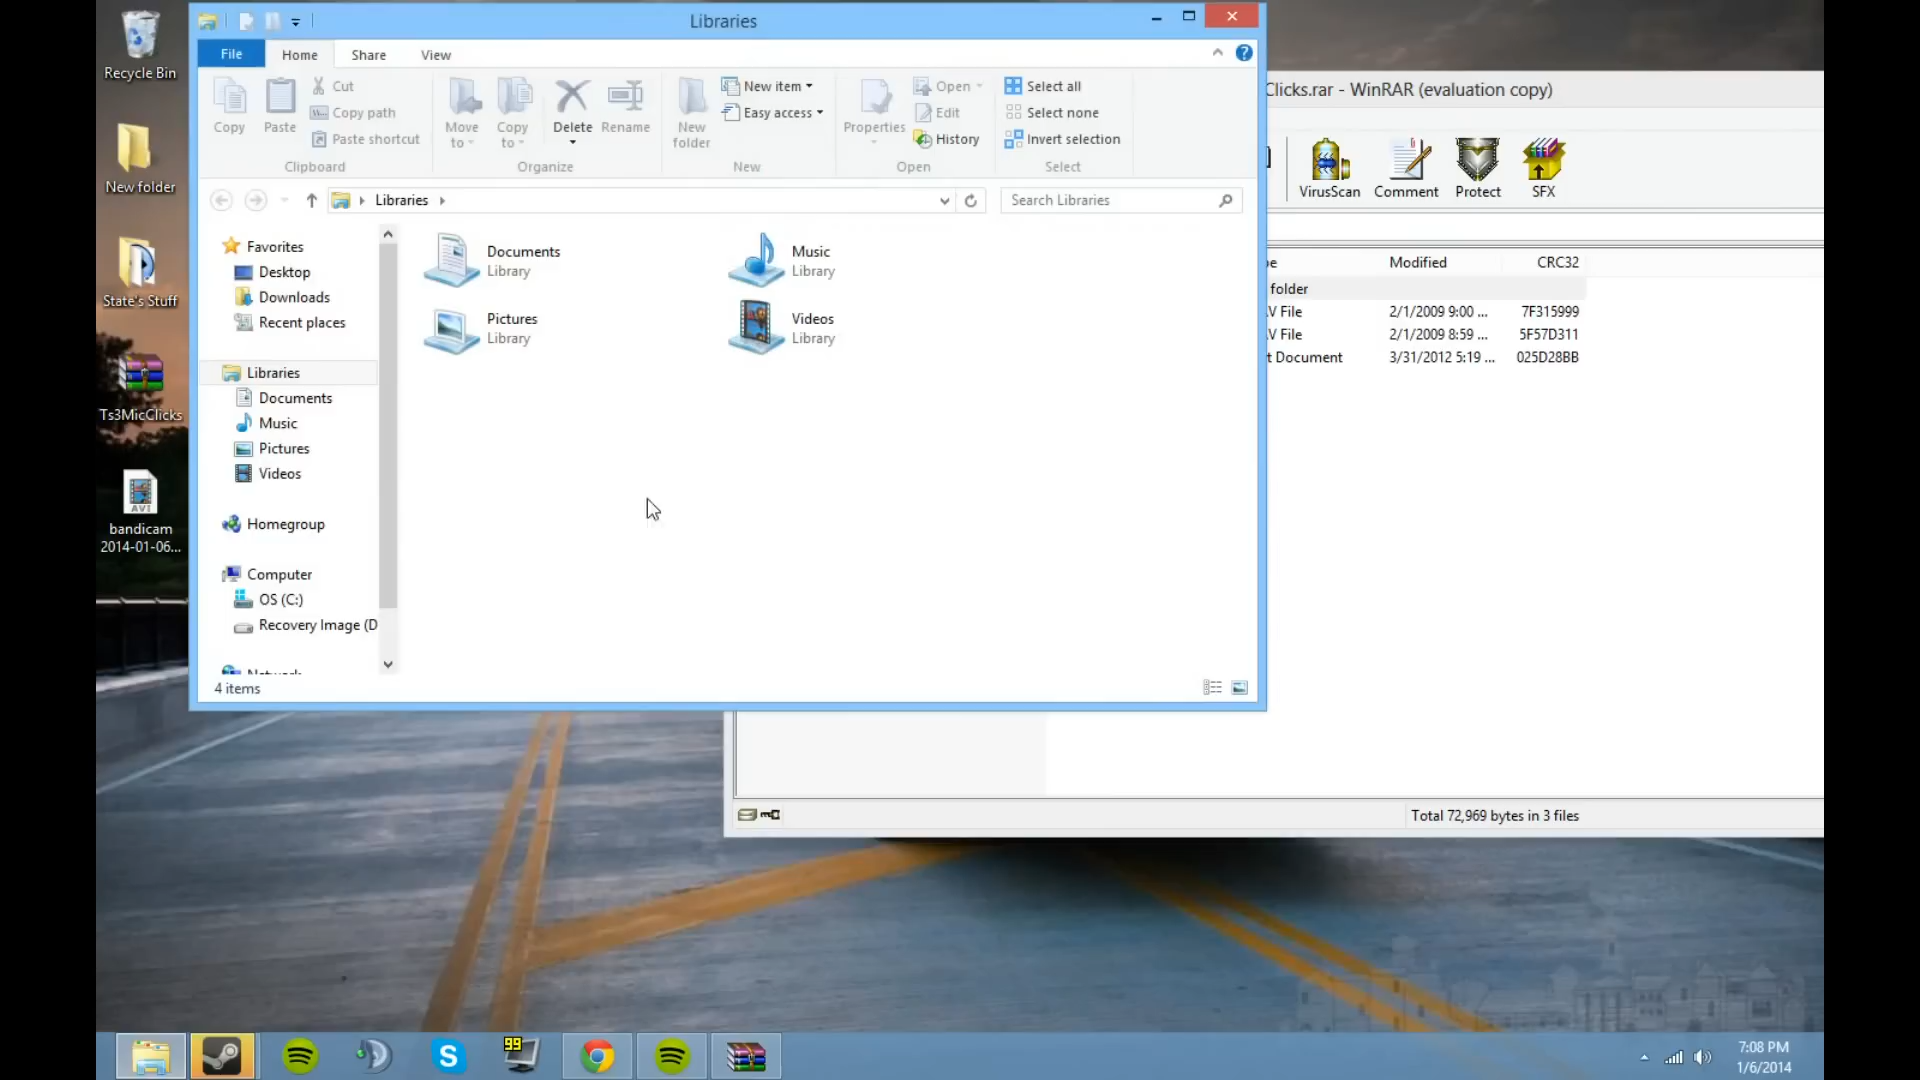 Recycle Bin
New folder
State's Stuff
Ts3MicClicks
AVI
bandicam
2014-01-06...
Libraries
File
Home
Share
View
Copy
Paste
Cut
Copy path
Paste shortcut
Clipboard
Move
to
Copy
to
Delete
Rename
Organize
New
folder
New item
Easy access
New
Properties
Open
Edit
History
Open
Select all
Select none
Invert selection
Select
Libraries
Search Libraries
Favorites
Desktop
Downloads
Recent places
Libraries
Documents
Music
Pictures
Videos
Homegroup
Computer
OS (C:)
Recovery Image (D
Documents
Library
Music
Library
Pictures
Library
Videos
Library
4 items
Clicks.rar - WinRAR (evaluation copy)
VirusScan
Comment
Protect
SFX
Modified
CRC32
folder
V File
2/1/2009 9:00 ...
7F315999
V File
2/1/2009 8:59 ...
5F57D311
t Document
3/31/2012 5:19 ...
025D28BB
Total 72,969 bytes in 3 files
99
7:08 PM
1/6/2014